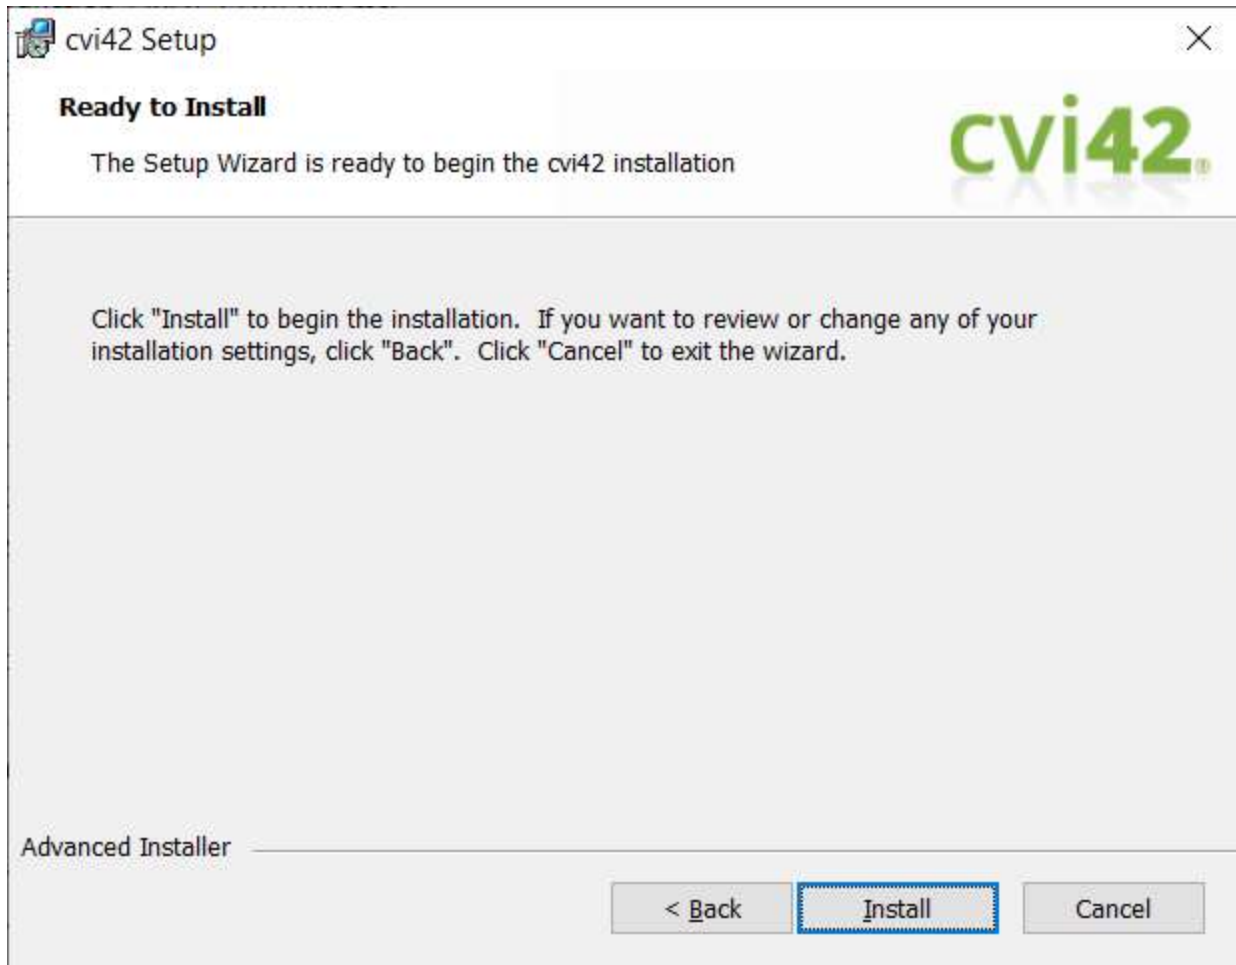 cvi42 Setup
Ready to Install
The Setup Wizard is ready to begin the cvi42 installation
cvi42®
Click "Install" to begin the installation.  If you want to review or change any of your
installation settings, click "Back".  Click "Cancel" to exit the wizard.
Advanced Installer
< Back
Install
Cancel